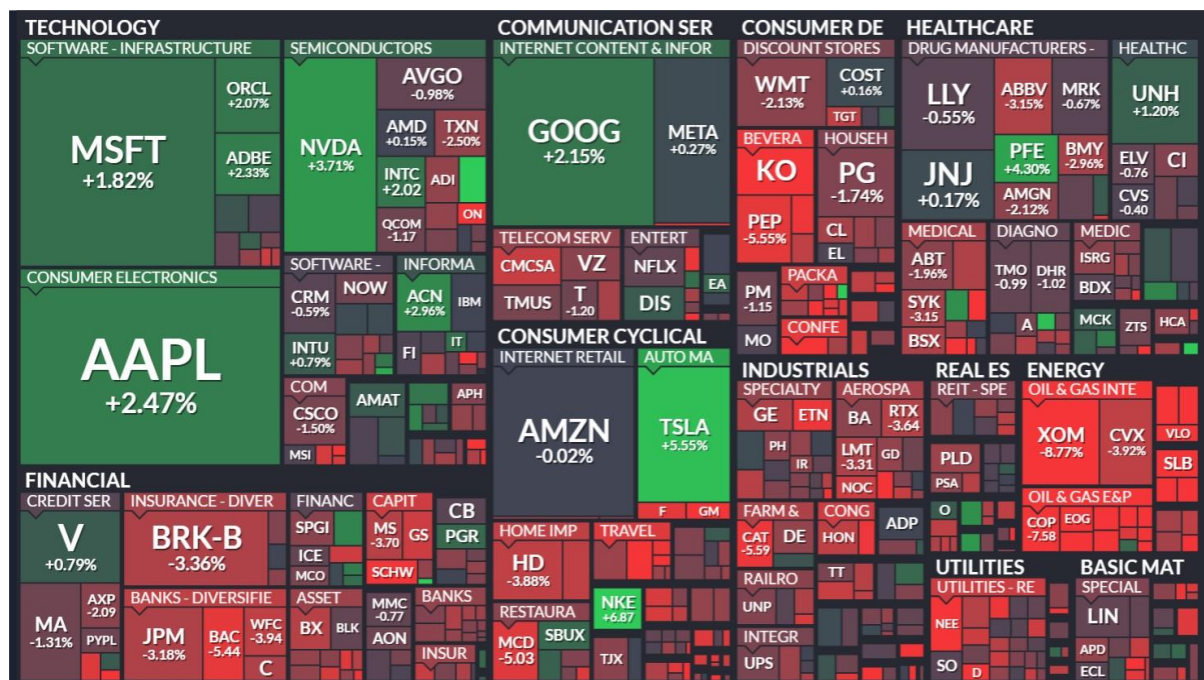 TECHNOLOGY
SOFTWARE - INFRASTRUCTURE
MSFT
+1.82%
ORCL
+2.07%
ADBE
+2.33%
SEMICONDUCTORS
NVDA
+3.71%
AVGO
-0.98%
AMD
+0.15%
TXN
-2.50%
INTC
+2.02
ADI
QCOM
-1.17
ON
CONSUMER ELECTRONICS
AAPL
+2.47%
SOFTWARE -
CRM
-0.59%
NOW
INTU
+0.79%
INFORMA
ACN
+2.96%
IBM
FI
IT
COM
CSCO
-1.50%
MSI
AMAT
APH
COMMUNICATION SER
INTERNET CONTENT & INFOR
GOOG
+2.15%
META
+0.27%
TELECOM SERV
CMCSA
VZ
TMUS
T
-1.20
ENTERT
NFLX
DIS
EA
CONSUMER CYCLICAL
INTERNET RETAIL
AMZN
-0.02%
AUTO MA
TSLA
+5.55%
F
GM
HOME IMP
HD
-3.88%
TRAVEL
RESTAURA
MCD
-5.03
SBUX
NKE
+6.87
TJX
CONSUMER DE
DISCOUNT STORES
WMT
-2.13%
COST
+0.16%
TGT
BEVERA
KO
PEP
-5.55%
HOUSEH
PG
-1.74%
CL
EL
PM
-1.15
MO
PACKA
CONFE
HEALTHCARE
DRUG MANUFACTURERS -
LLY
-0.55%
ABBV
-3.15%
MRK
-0.67%
JNJ
+0.17%
PFE
+4.30%
BMY
-2.96%
AMGN
-2.12%
HEALTHC
UNH
+1.20%
ELV
-0.76
CI
CVS
-0.40
MEDICAL
ABT
-1.96%
SYK
-3.15
BSX
DIAGNO
TMO
-0.99
DHR
-1.02
A
MEDIC
ISRG
BDX
MCK
ZTS
HCA
FINANCIAL
CREDIT SER
V
+0.79%
MA
-1.31%
AXP
-2.09
PYPL
INSURANCE - DIVER
BRK-B
-3.36%
BANKS - DIVERSIFIE
JPM
-3.18%
BAC
-5.44
WFC
-3.94
C
FINANC
SPGI
ICE
MCO
CAPIT
MS
-3.70
GS
SCHW
CB
PGR
ASSET
BX
BLK
MMC
-0.77
AON
BANKS
INSUR
INDUSTRIALS
SPECIALTY
GE
ETN
PH
IR
AEROSPA
BA
RTX
-3.64
LMT
-3.31
GD
NOC
FARM &
CAT
-5.59
DE
CONG
HON
ADP
RAILRO
UNP
TT
INTEGR
UPS
REAL ES
REIT - SPE
PLD
PSA
O
ENERGY
OIL & GAS INTE
XOM
-8.77%
CVX
-3.92%
VLO
SLB
OIL & GAS E&P
COP
-7.58
EOG
UTILITIES
UTILITIES - RE
NEE
SO
D
BASIC MAT
SPECIAL
LIN
APD
ECL